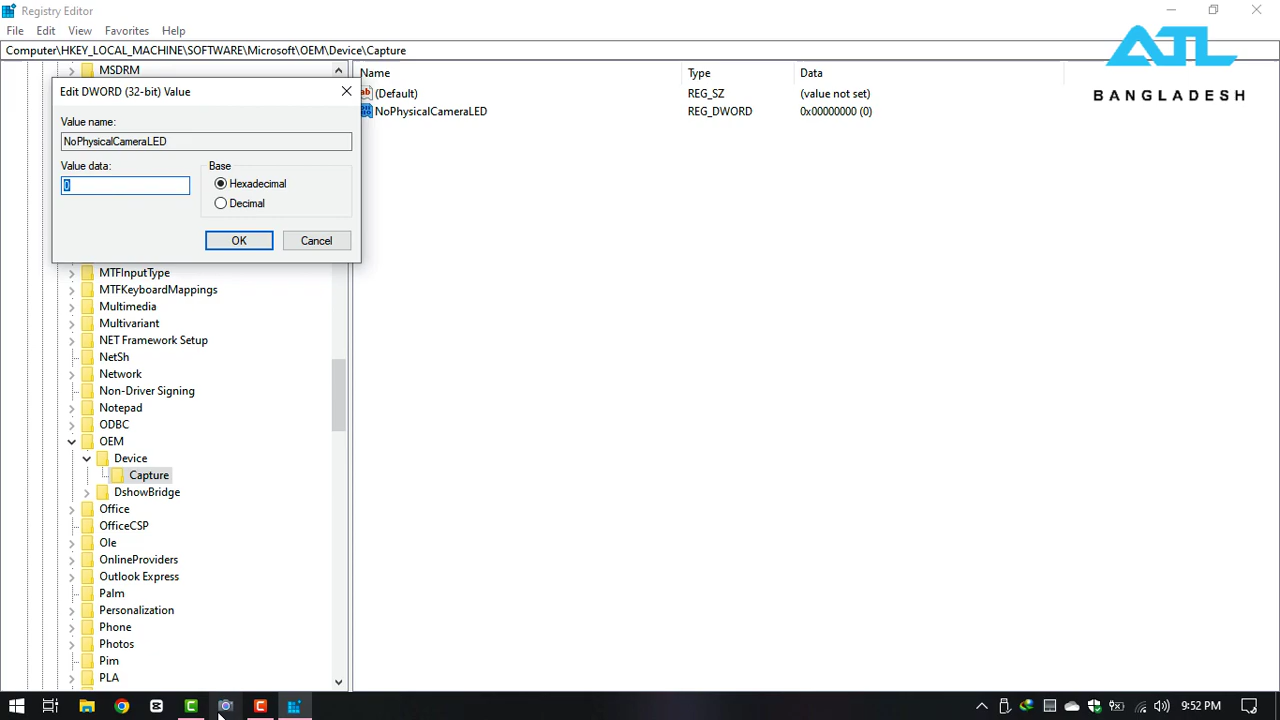 Registry Editor
File Edit View Favorites Help
Computer\HKEY_LOCAL_MACHINE\SOFTWARE\Microsoft\OEM\Device\Capture
ATL
BANGLADESH
MSDRM
Edit DWORD (32-bit) Value
Value name:
NoPhysicalCameraLED
Value data:
0
Base
Hexadecimal
Decimal
OK Cancel
Name Type Data
(Default) REG_SZ (value not set)
NoPhysicalCameraLED REG_DWORD 0x00000000 (0)
MTFInputType
MTFKeyboardMappings
Multimedia
Multivariant
NET Framework Setup
NetSh
Network
Non-Driver Signing
Notepad
ODBC
OEM
Device
Capture
DshowBridge
Office
OfficeCSP
Ole
OnlineProviders
Outlook Express
Palm
Personalization
Phone
Photos
Pim
PLA
9:52 PM